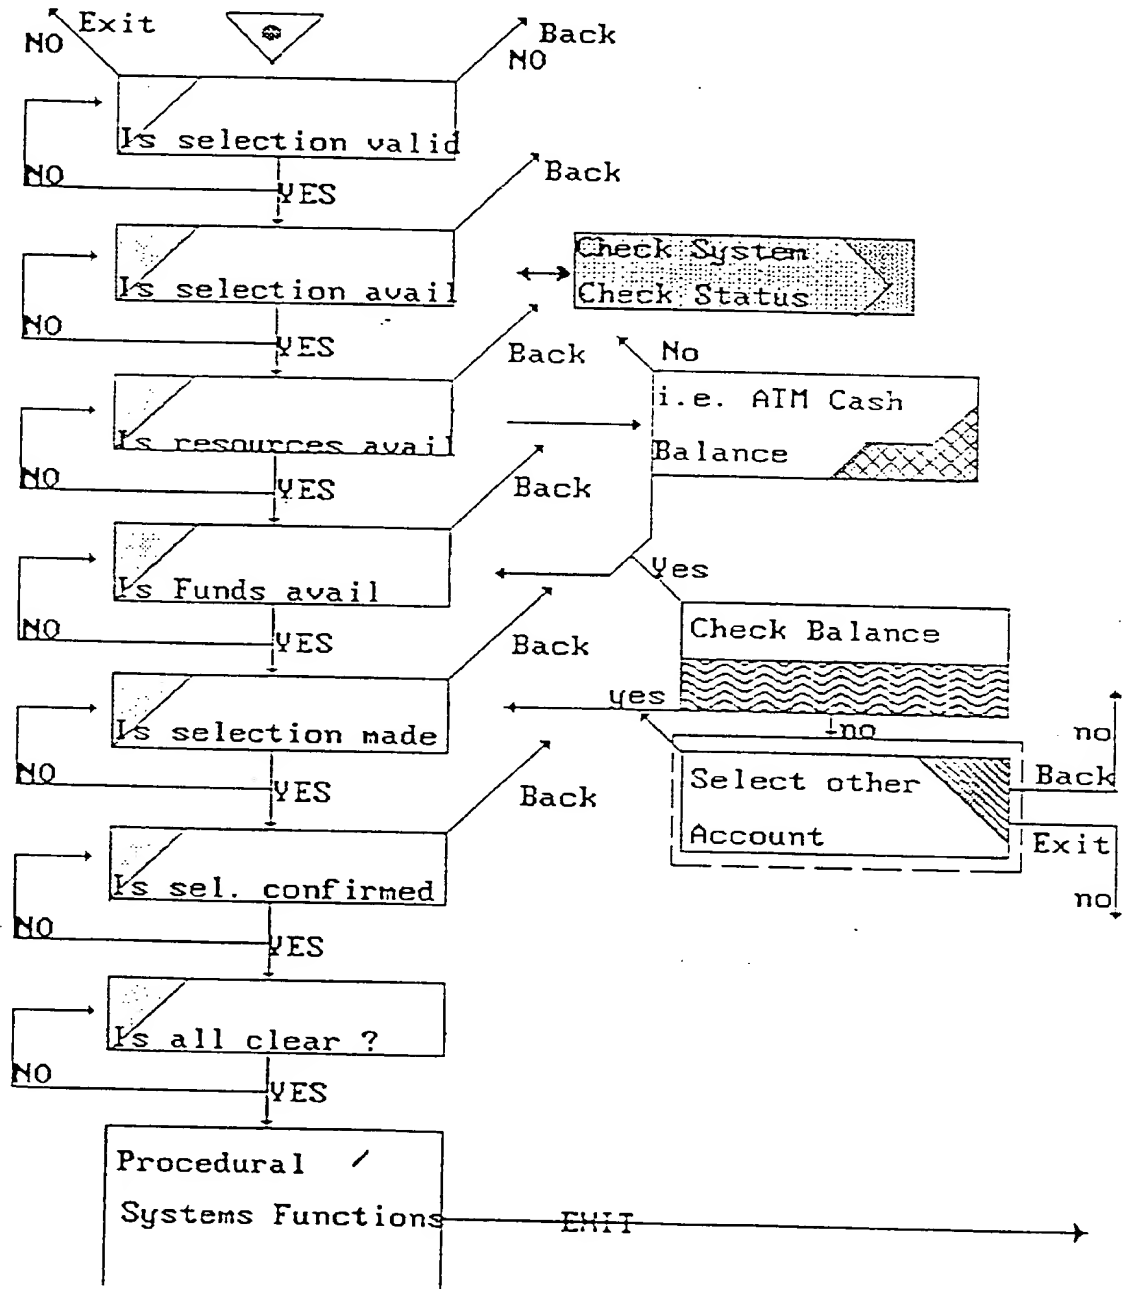 Exit
NO
Back
NO
Is selection valid
NO
YES
Back
Is selection avail
Check System
Check Status
NO
YES
Back
No
Is resources avail
i.e. ATM Cash
Balance
NO
YES
Back
Is Funds avail
Yes
NO
YES
Back
Check Balance
yes
no
Is selection made
Select other
Account
no
Back
Exit
no
NO
YES
Back
Is sel. confirmed
NO
YES
Is all clear ?
NO
YES
Procedural /
Systems Functions
EXIT